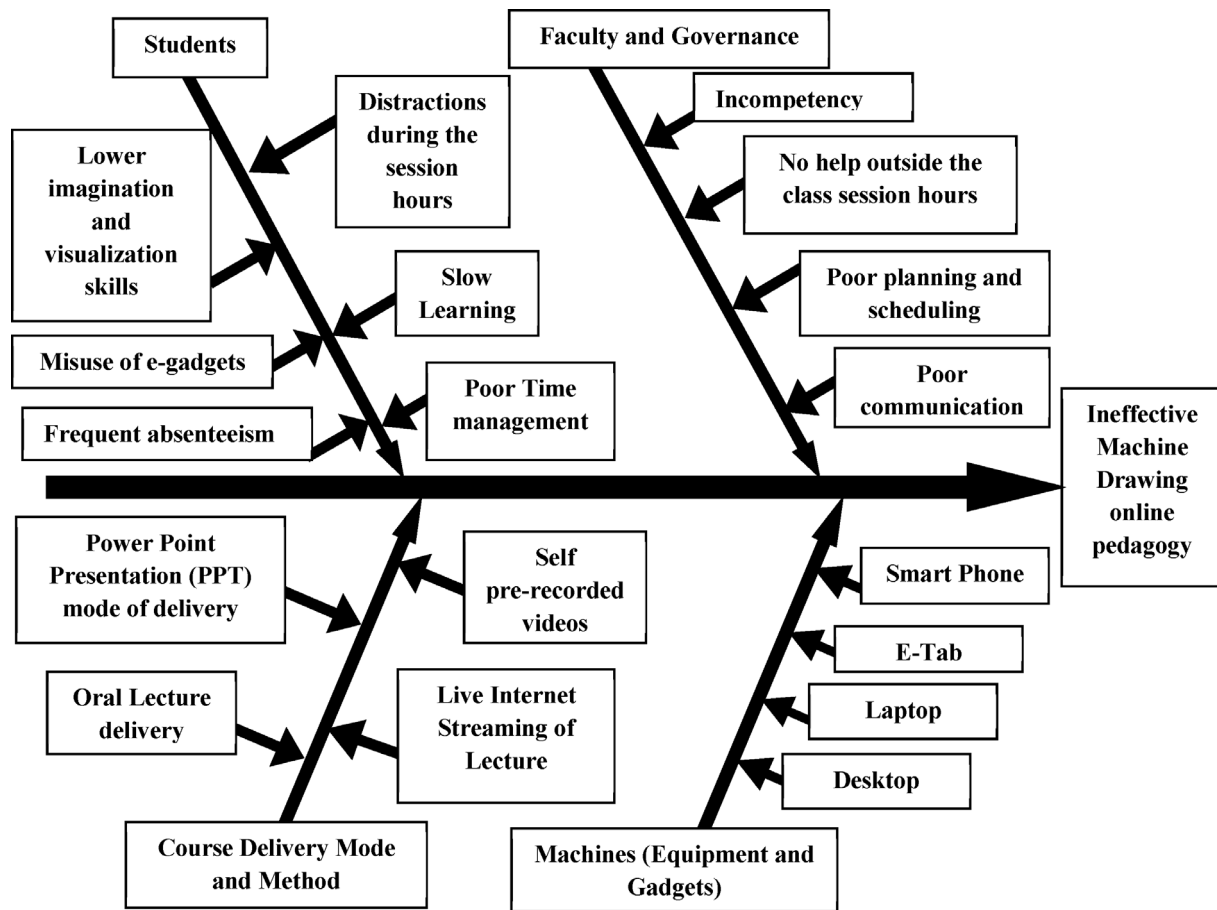 Students
Faculty and Governance
Distractions
during the
session
hours
Incompetency
Lower
imagination
and
visualization
skills
No help outside the
class session hours
Slow
Learning
Poor planning and
scheduling
Misuse of e-gadgets
Poor Time
management
Poor
communication
Frequent absenteeism
Ineffective
Machine
Drawing
online
pedagogy
Power Point
Presentation (PPT)
mode of delivery
Self
pre-recorded
videos
Smart Phone
E-Tab
Oral Lecture
delivery
Live Internet
Streaming of
Lecture
Laptop
Desktop
Course Delivery Mode
and Method
Machines (Equipment and
Gadgets)